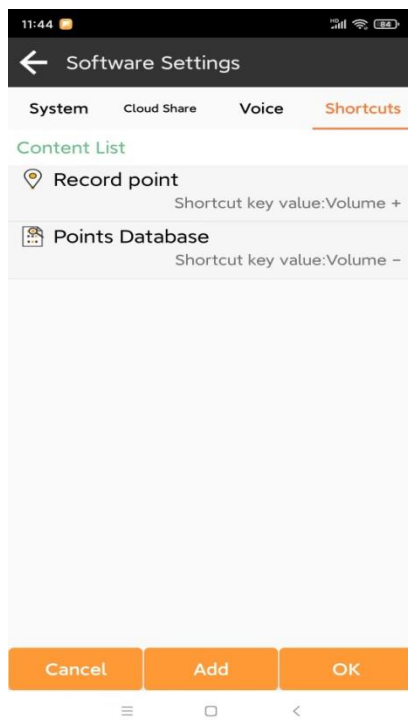 11:44
HD 84
Software Settings
System Cloud Share Voice Shortcuts
Content List
Record point
Shortcut key value:Volume +
Points Database
Shortcut key value:Volume –
Cancel Add OK